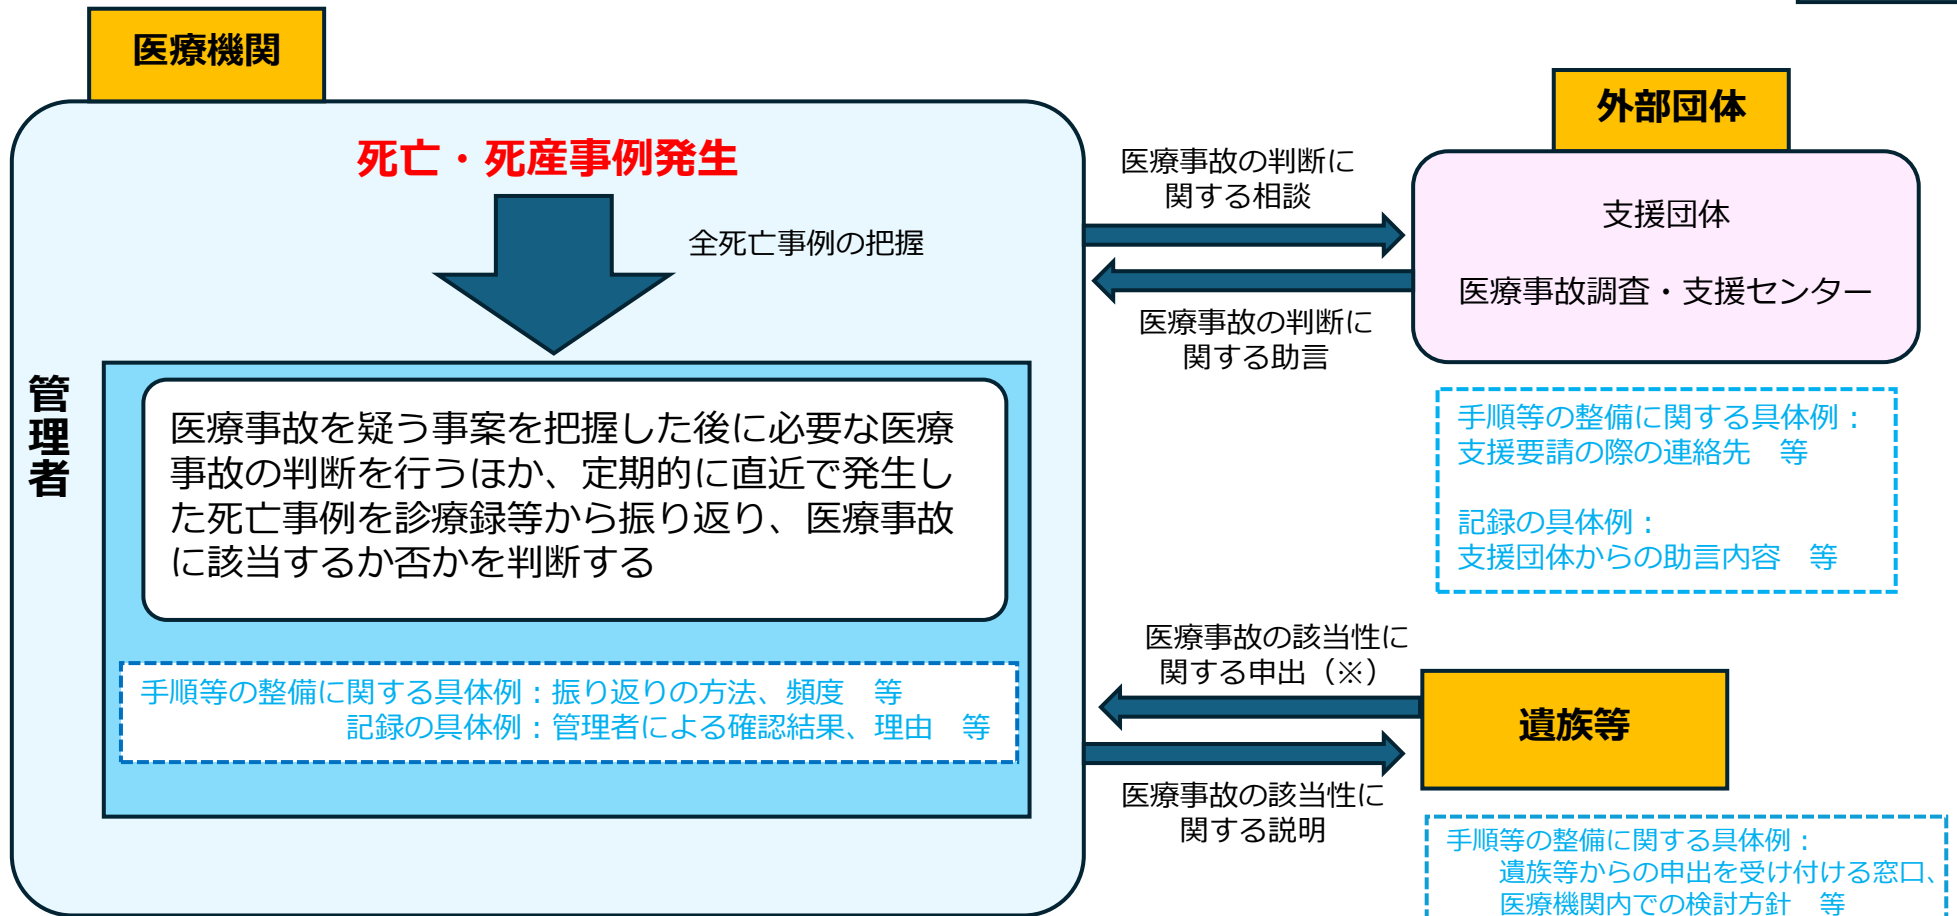 医療機関
死亡・死産事例発生
全死亡事例の把握
管理者
医療事故を疑う事案を把握した後に必要な医療
事故の判断を行うほか、定期的に直近で発生し
た死亡事例を診療録等から振り返り、医療事故
に該当するか否かを判断する
手順等の整備に関する具体例：振り返りの方法、頻度　等
記録の具体例：管理者による確認結果、理由　等
医療事故の判断に
関する相談
医療事故の判断に
関する助言
外部団体
支援団体
医療事故調査・支援センター
手順等の整備に関する具体例：
支援要請の際の連絡先　等
記録の具体例：
支援団体からの助言内容　等
医療事故の該当性に
関する申出（※）
医療事故の該当性に
関する説明
遺族等
手順等の整備に関する具体例：
遺族等からの申出を受け付ける窓口、
医療機関内での検討方針　等